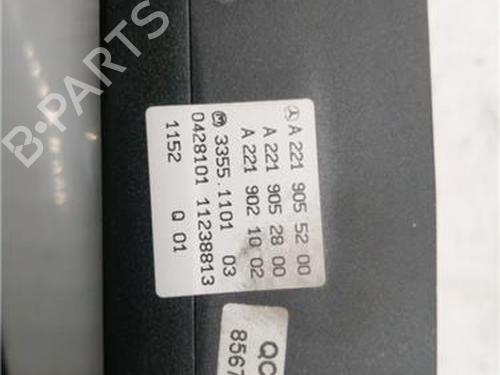 A 221 905 52 00
A 221 905 28 00
A 221 902 10 02
3355.1101 03
0428101 11238813
1152 Q 01
QC
8567
B-PARTS